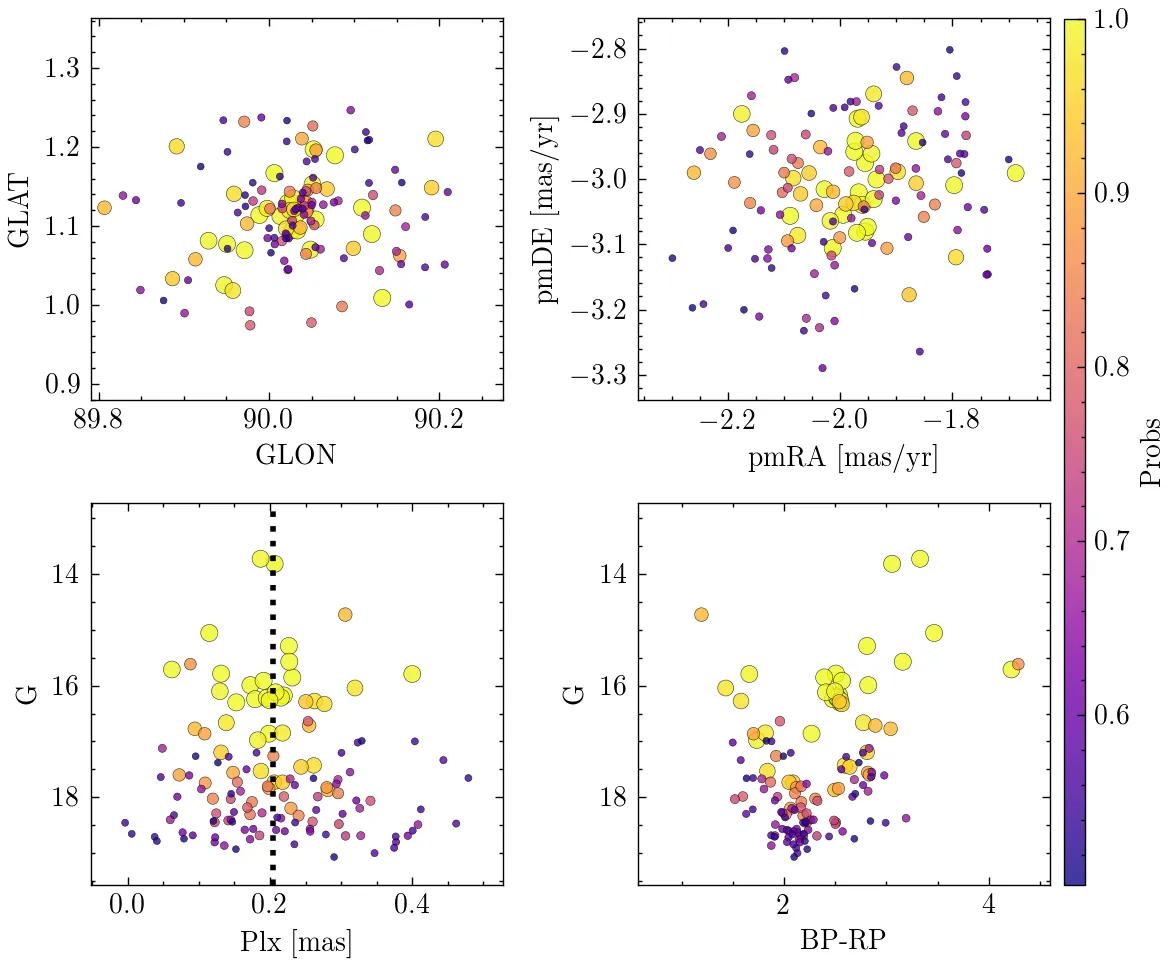 1.3
1.2
1.1
1.0
0.9
GLAT
89.8 90.0 90.2
GLON
−2.8
−2.9
−3.0
−3.1
−3.2
−3.3
pmDE [mas/yr]
−2.2 −2.0 −1.8
pmRA [mas/yr]
1.0
0.9
0.8
0.7
0.6
Probs
14
16
18
G
0.0 0.2 0.4
Plx [mas]
14
16
18
G
2 4
BP-RP